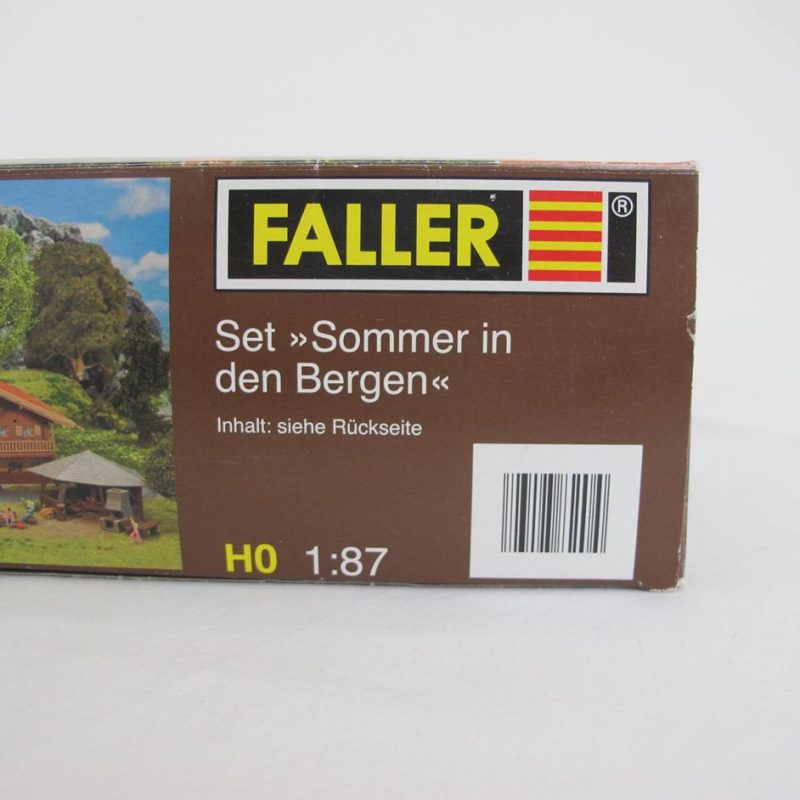 FALLER ®
Set »Sommer in
den Bergen«
Inhalt: siehe Rückseite
H0 1:87